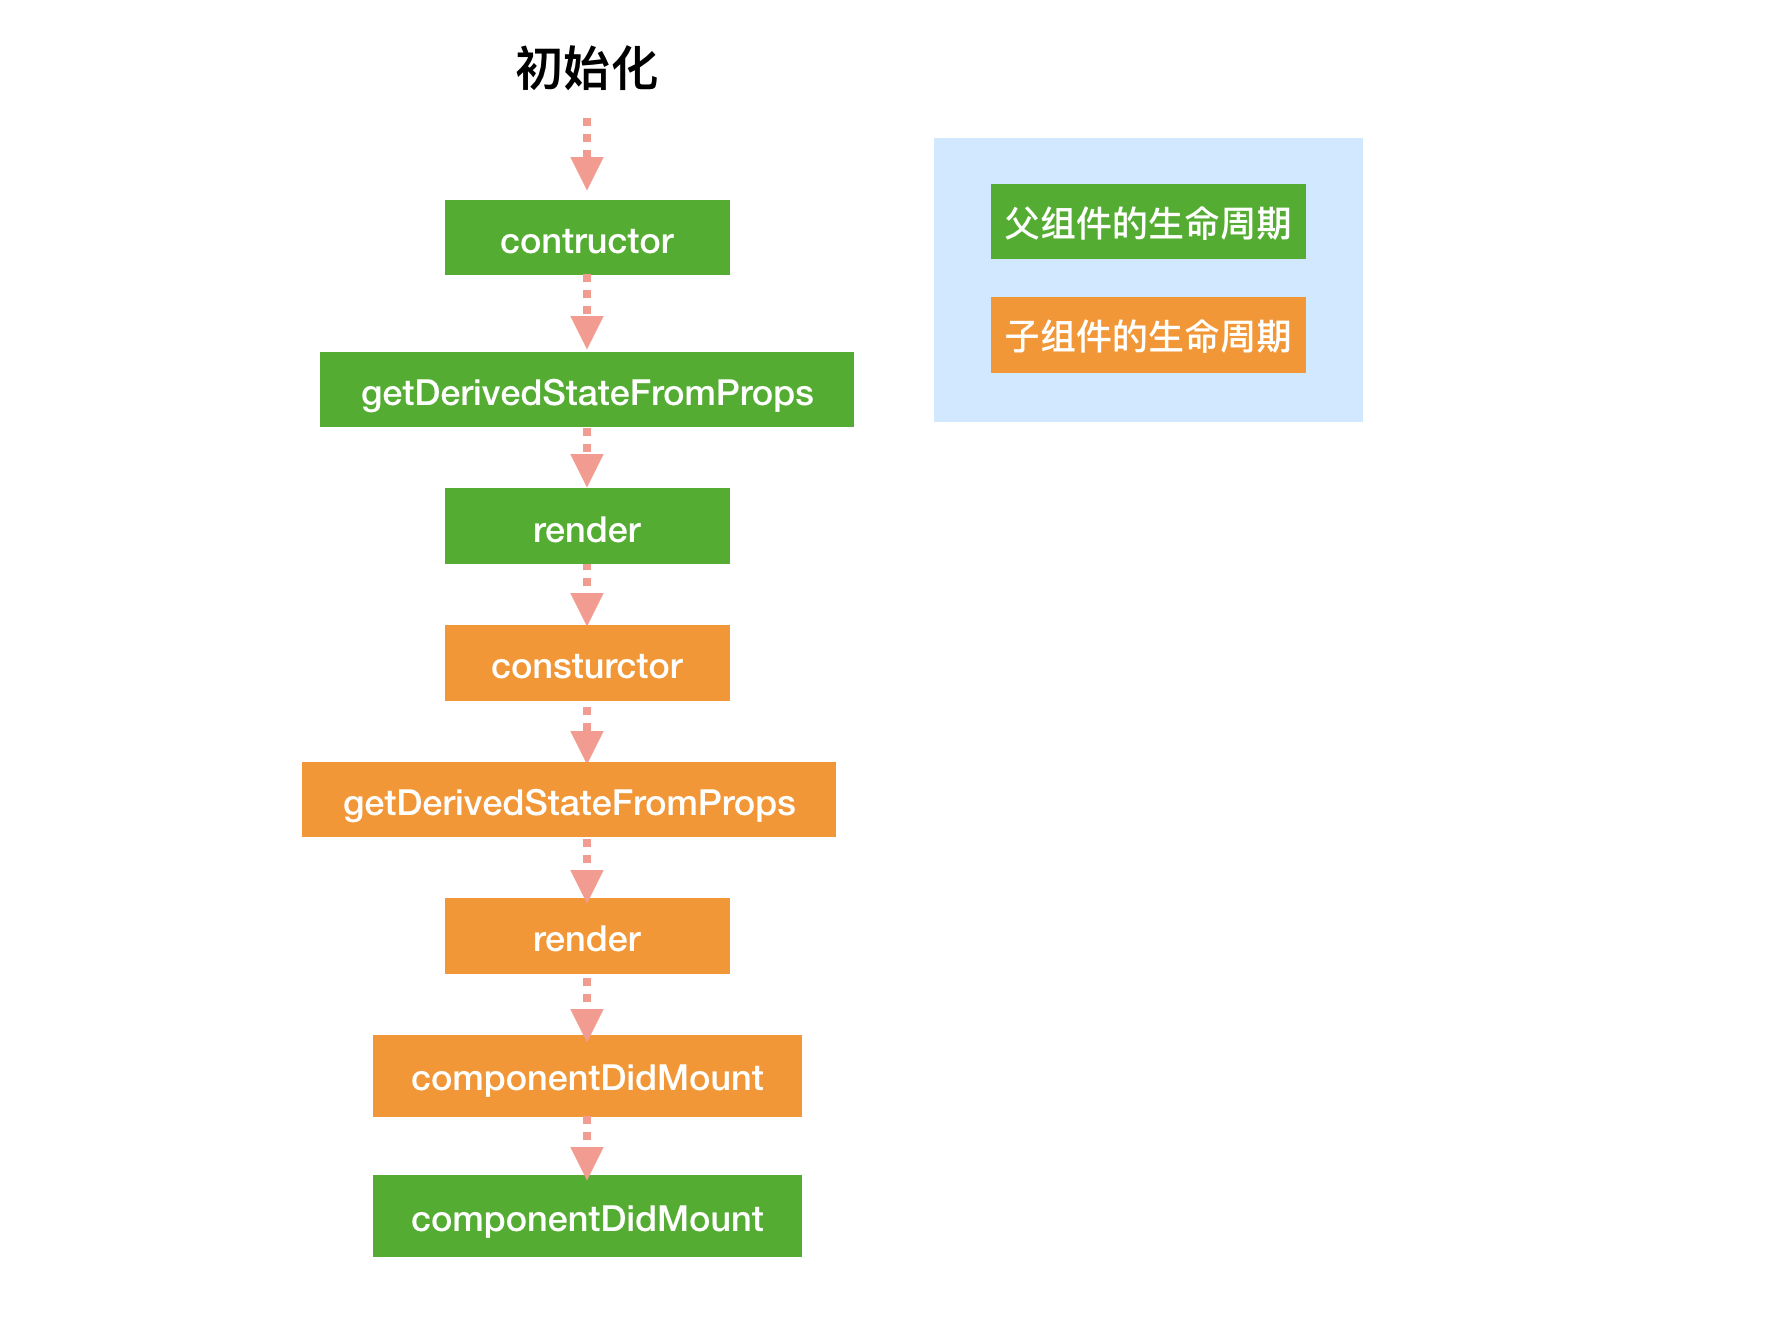 初始化
contructor
getDerivedStateFromProps
render
consturctor
getDerivedStateFromProps
render
componentDidMount
componentDidMount
父组件的生命周期
子组件的生命周期